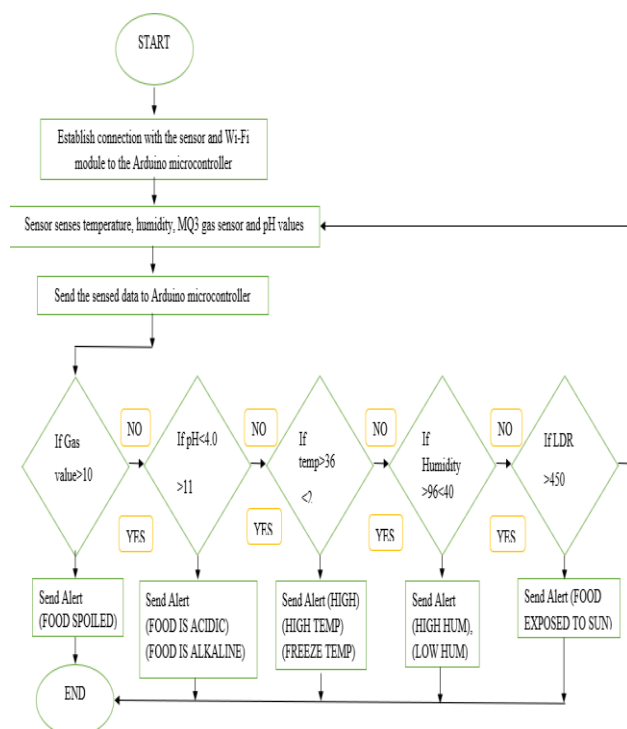 START
Establish connection with the sensor and Wi-Fi
module to the Arduino microcontroller
Sensor senses temperature, humidity, MQ3 gas sensor and pH values
Send the sensed data to Arduino microcontroller
If Gas
value>10
NO
YES
If pH<4.0
>11
NO
YES
If
temp>36
<2
NO
YES
If
Humidity
>96<40
NO
YES
If LDR
>450
Send Alert
(FOOD SPOILED)
Send Alert
(FOOD IS ACIDIC)
(FOOD IS ALKALINE)
Send Alert (HIGH)
(HIGH TEMP)
(FREEZE TEMP)
Send Alert
(HIGH HUM),
(LOW HUM)
Send Alert (FOOD
EXPOSED TO SUN)
END